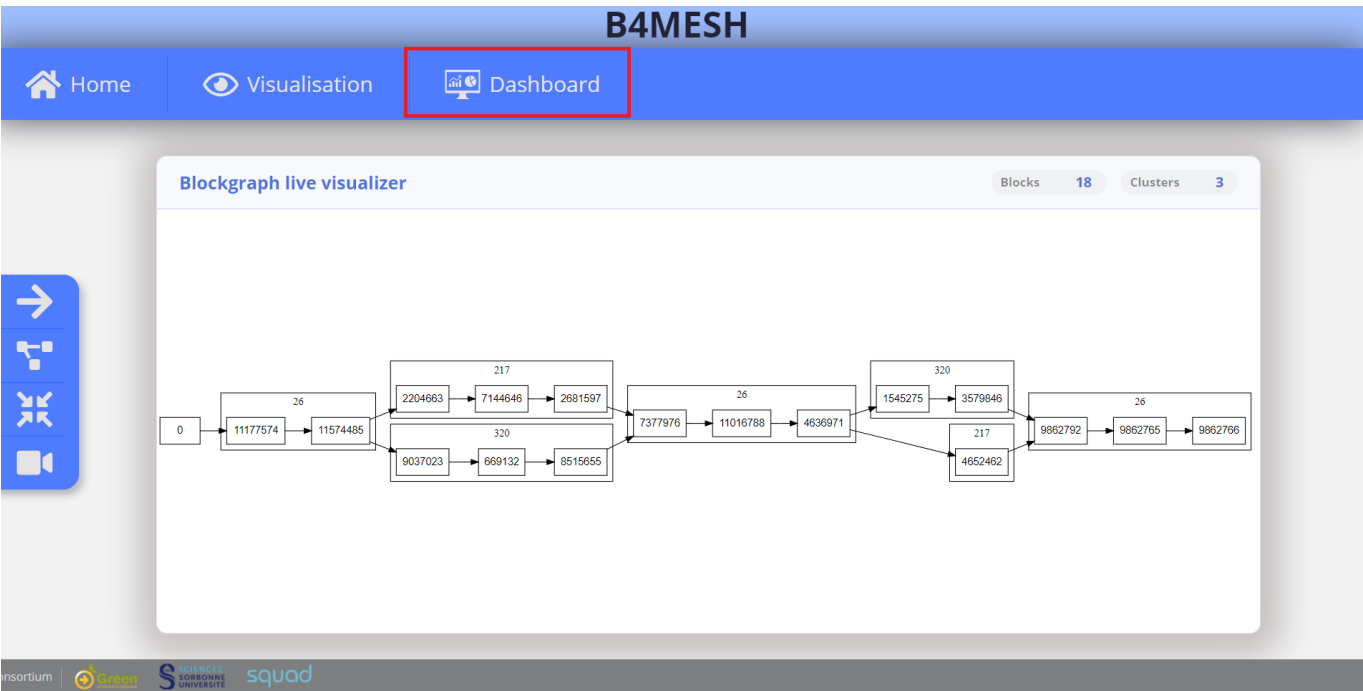 B4MESH
Home
Visualisation
Dashboard
Blockgraph live visualizer
Blocks 18
Clusters 3
0
26
11177574 11574485
217
2204663 7144646 2681597
320
9037023 669132 8515655
26
7377976 11016788 4636971
320
1545275 3579846
217
4652462
26
9862792 9862765 9862766
onsortium
Green
SCIENCES
SORBONNE
UNIVERSITÉ
squad